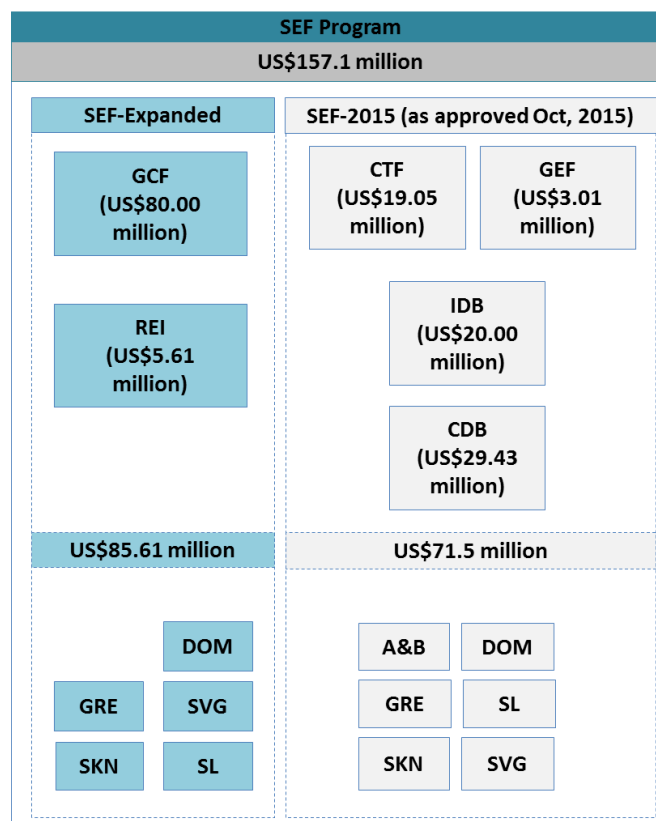 SEF Program
US$157.1 million
SEF-Expanded
GCF
(US$80.00
million)
REI
(US$5.61
million)
US$85.61 million
DOM
GRE
SVG
SKN
SL
SEF-2015 (as approved Oct, 2015)
CTF
(US$19.05
million)
GEF
(US$3.01
million)
IDB
(US$20.00
million)
CDB
(US$29.43
million)
US$71.5 million
A&B
DOM
GRE
SL
SKN
SVG